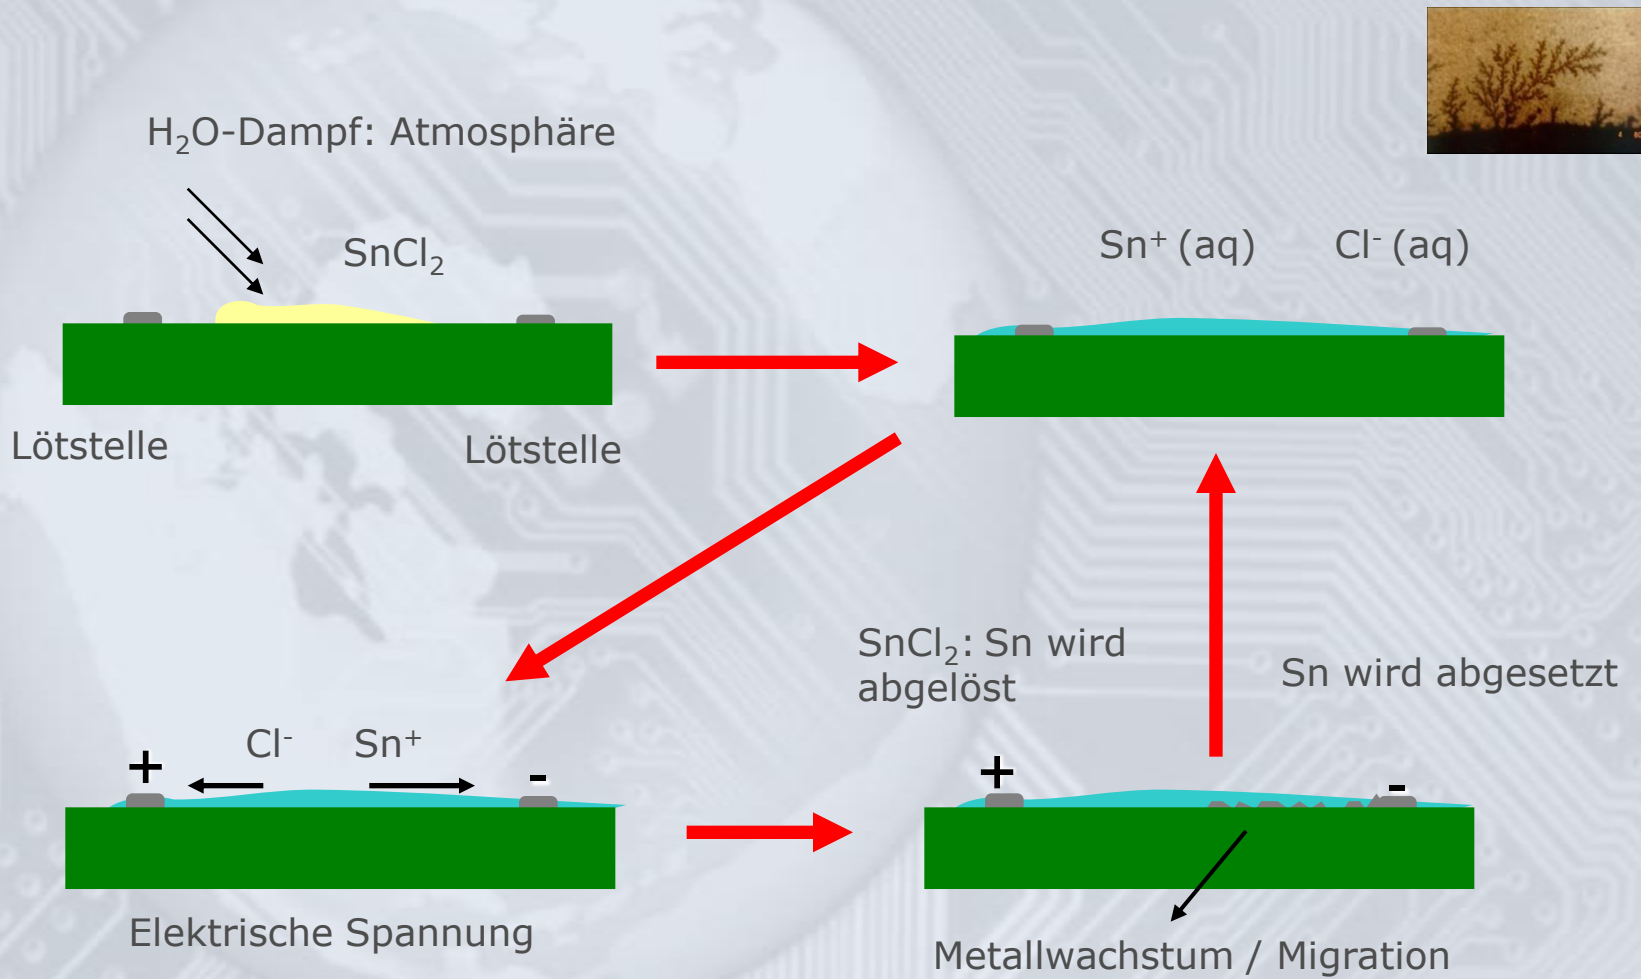 H₂O-Dampf: Atmosphäre
SnCl₂
Lötstelle
Lötstelle
Sn⁺ (aq) Cl⁻ (aq)
Cl⁻ Sn⁺
+ -
Elektrische Spannung
SnCl₂: Sn wird
abgelöst
Sn wird abgesetzt
+ -
Metallwachstum / Migration